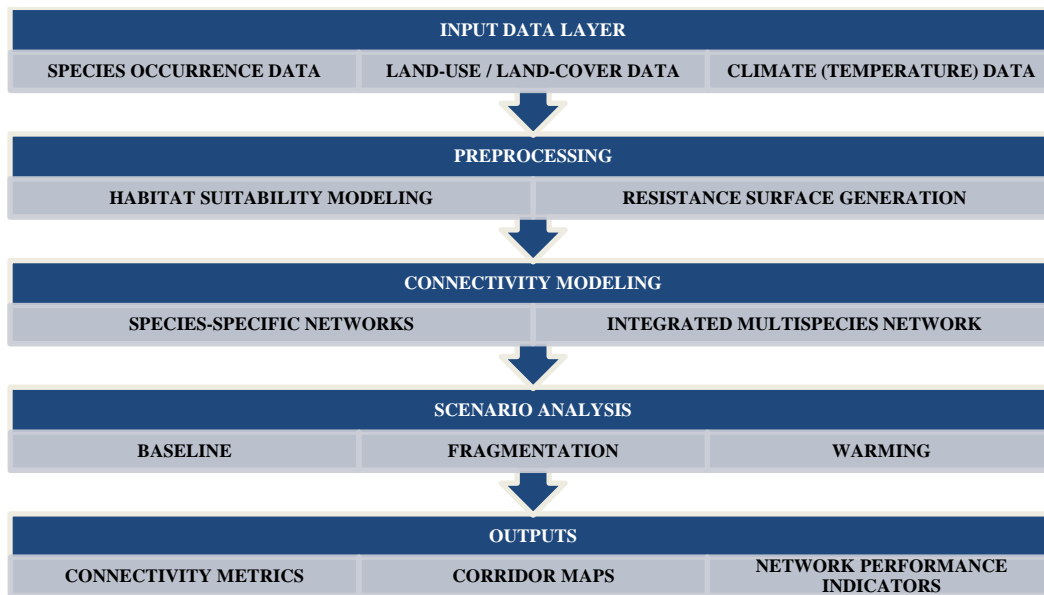 INPUT DATA LAYER
SPECIES OCCURRENCE DATA
LAND-USE / LAND-COVER DATA
CLIMATE (TEMPERATURE) DATA
PREPROCESSING
HABITAT SUITABILITY MODELING
RESISTANCE SURFACE GENERATION
CONNECTIVITY MODELING
SPECIES-SPECIFIC NETWORKS
INTEGRATED MULTISPECIES NETWORK
SCENARIO ANALYSIS
BASELINE
FRAGMENTATION
WARMING
OUTPUTS
CONNECTIVITY METRICS
CORRIDOR MAPS
NETWORK PERFORMANCE
INDICATORS